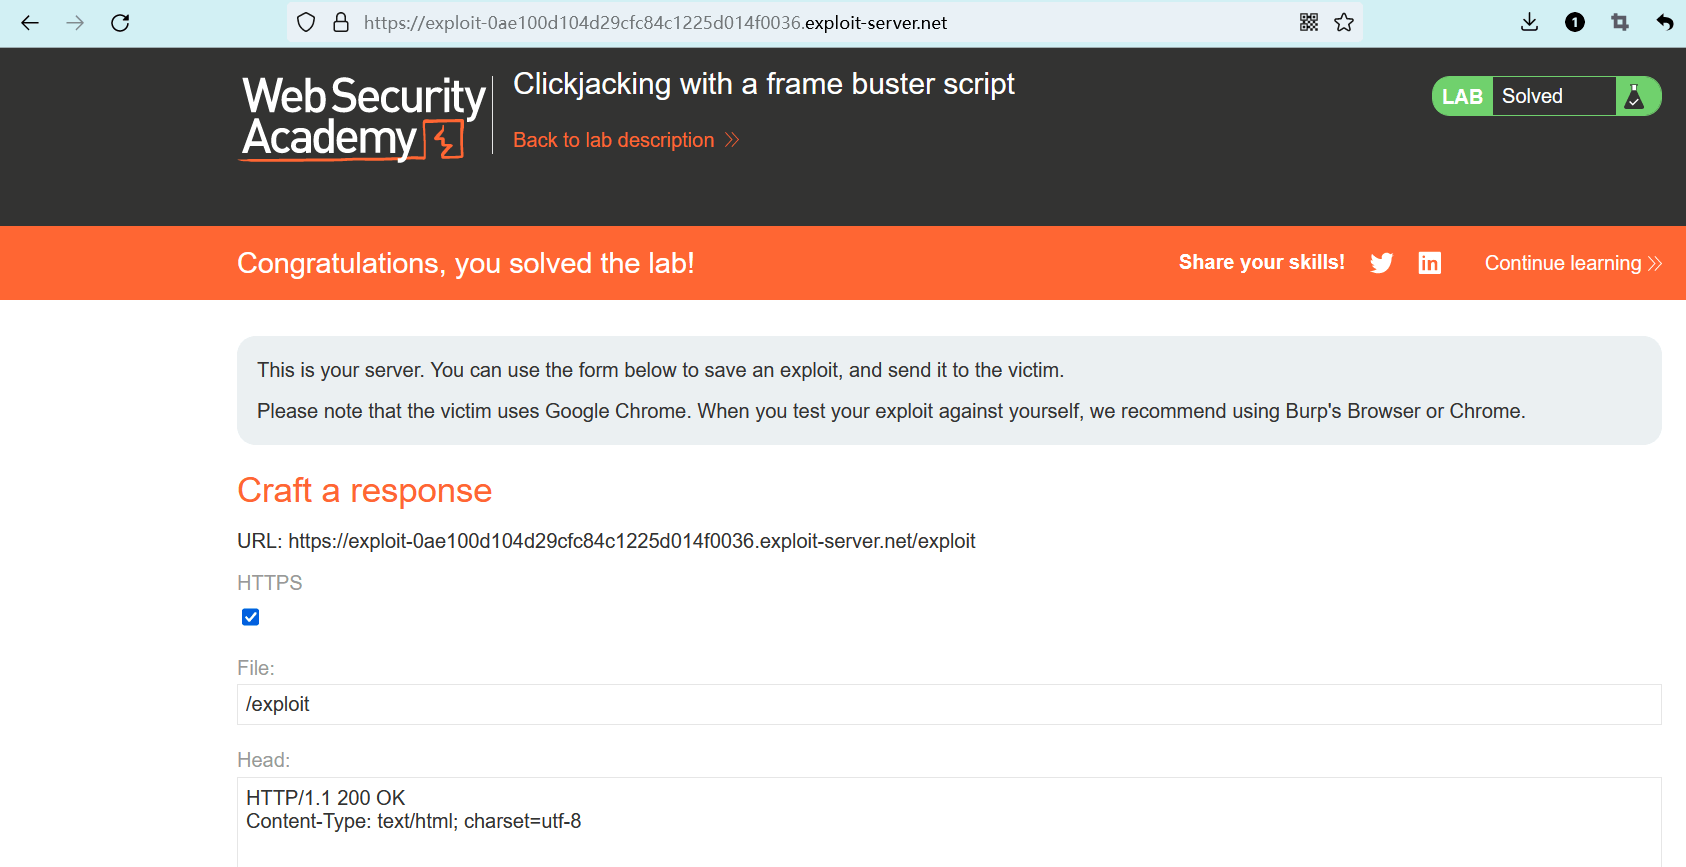 https://exploit-0ae100d104d29cfc84c1225d014f0036.exploit-server.net
1
Web Security
Academy
Clickjacking with a frame buster script
Back to lab description
LAB Solved
Congratulations, you solved the lab!
Share your skills!
in
Continue learning
This is your server. You can use the form below to save an exploit, and send it to the victim.
Please note that the victim uses Google Chrome. When you test your exploit against yourself, we recommend using Burp's Browser or Chrome.
Craft a response
URL: https://exploit-0ae100d104d29cfc84c1225d014f0036.exploit-server.net/exploit
HTTPS
File:
/exploit
Head:
HTTP/1.1 200 OK
Content-Type: text/html; charset=utf-8